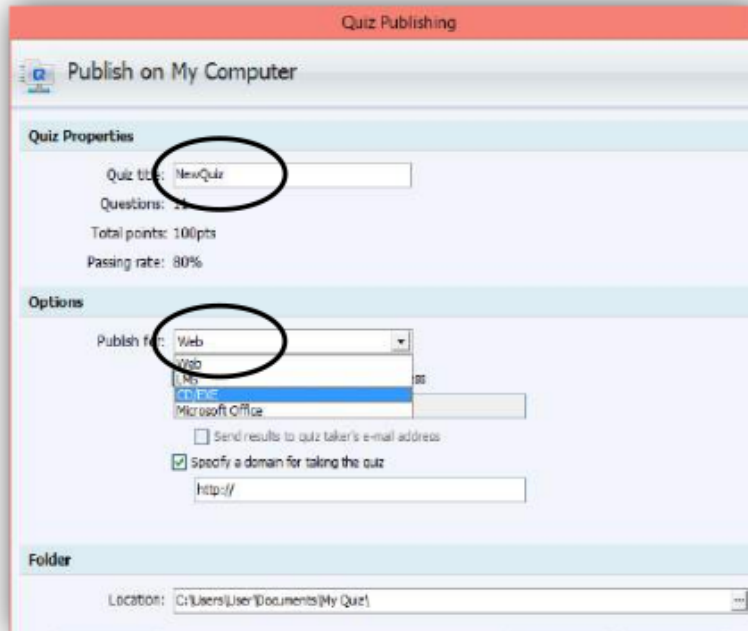 Quiz Publishing
Publish on My Computer
Quiz Properties
Quiz title: NewQuiz
Questions:
Total points: 100pts
Passing rate: 80%
Options
Publish for: Web
Web
LMS
CD/EXE
Microsoft Office
Send results to quiz taker's e-mail address
Specify a domain for taking the quiz
http://
Folder
Location: C:\Users\User\Documents\My Quiz\
...